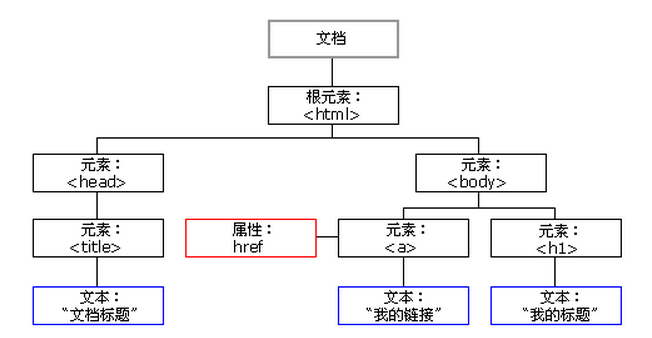 文档
根元素：
<html>
元素：
<head>
元素：
<body>
元素：
<title>
属性：
href
元素：
<a>
元素：
<h1>
文本：
“文档标题”
文本：
“我的链接”
文本：
“我的标题”